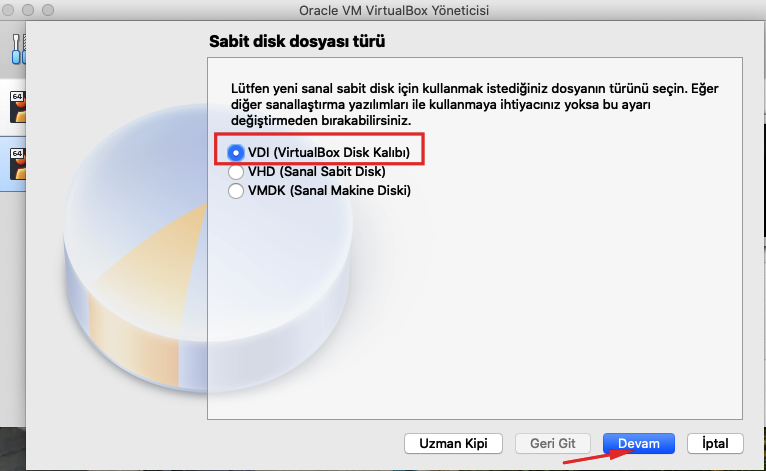 Oracle VM VirtualBox Yöneticisi
Sabit disk dosyası türü
Lütfen yeni sanal sabit disk için kullanmak istediğiniz dosyanın türünü seçin. Eğer
diğer sanallaştırma yazılımları ile kullanmaya ihtiyacınız yoksa bu ayarı
değiştirmeden bırakabilirsiniz.
VDI (VirtualBox Disk Kalıbı)
VHD (Sanal Sabit Disk)
VMDK (Sanal Makine Diski)
64
64
Uzman Kipi
Geri Git
Devam
İptal